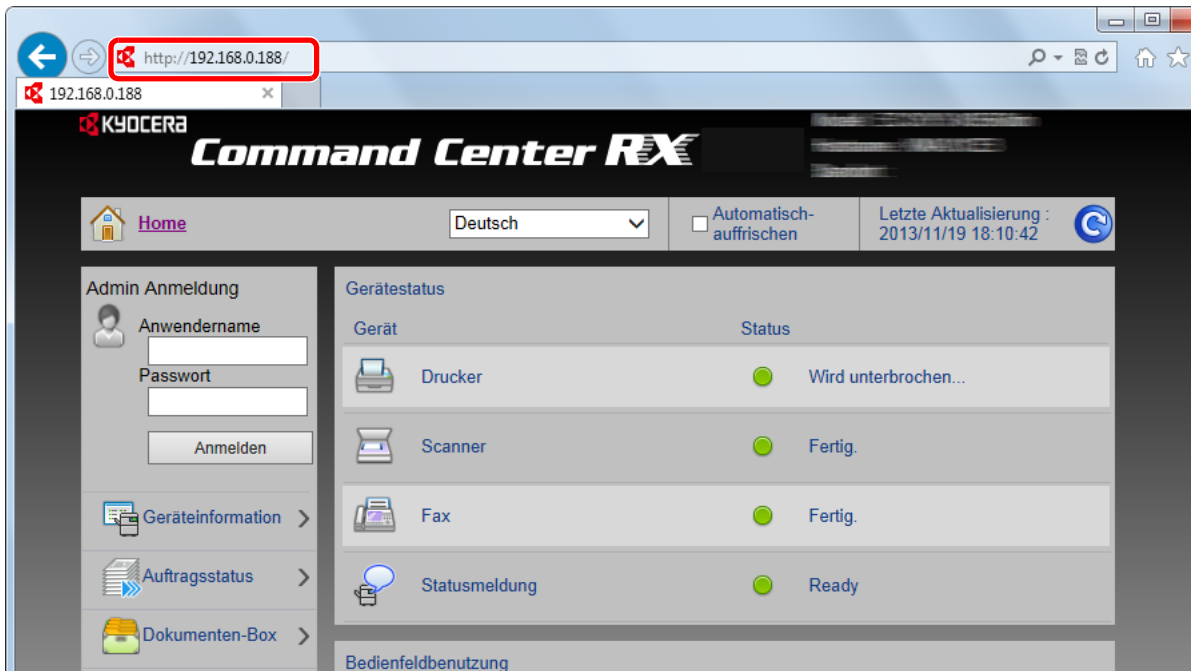 http://192.168.0.188/
192.168.0.188
KYOCERA
Command Center RX
Home
Deutsch
Automatisch-
auffrischen
Letzte Aktualisierung :
2013/11/19 18:10:42
Admin Anmeldung
Anwendername
Passwort
Anmelden
Geräteinformation
Auftragsstatus
Dokumenten-Box
Gerätestatus
Gerät Status
Drucker Wird unterbrochen...
Scanner Fertig.
Fax Fertig.
Statusmeldung Ready
Bedienfeldbenutzung